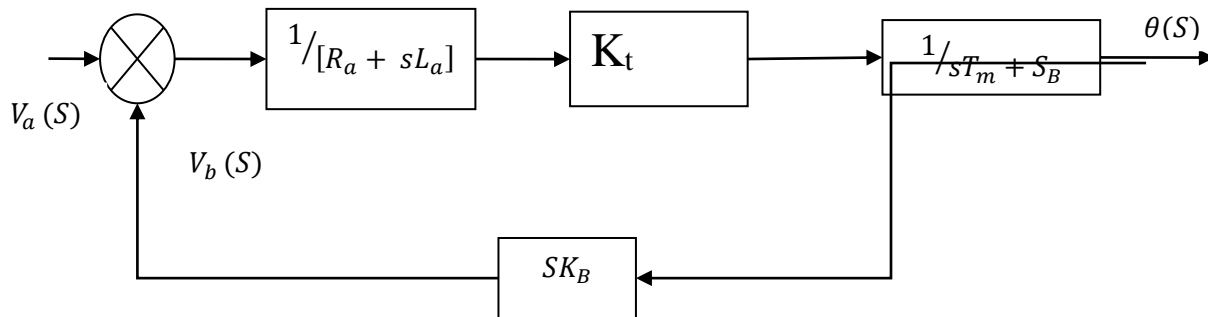 θ(S)
1/[R_a + sL_a]
K_t
1/sT_m + S_B
V_a (S)
V_b (S)
SK_B